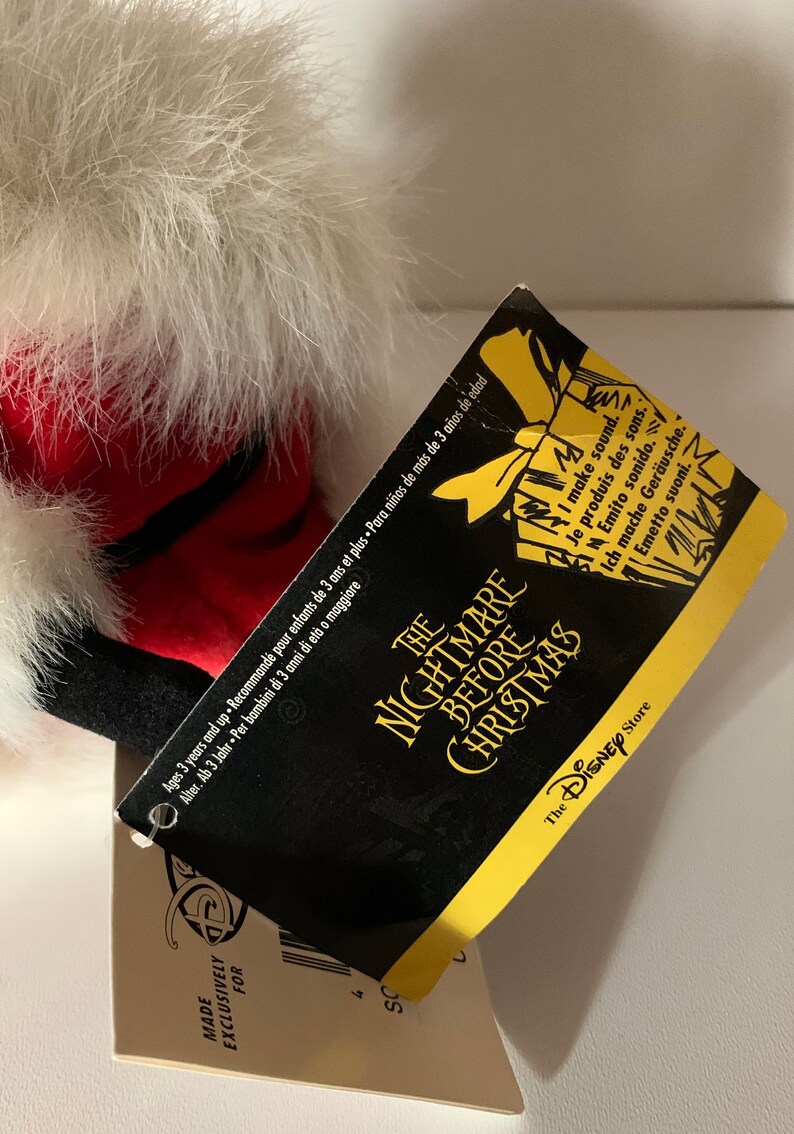 Ages 3 years and up • Recommandé pour enfants de 3 ans et plus • Para niños de más de 3 años de edad
Alter. Ab 3 Jahr • Per bambini di 3 anni di età o maggiore
I make sound.
Je produis des sons.
Emito sonido.
Ich mache Geräusche.
Emetto suoni.
THE
NIGHTMARE
BEFORE
CHRISTMAS
The Disney Store
MADE
EXCLUSIVELY
FOR
4